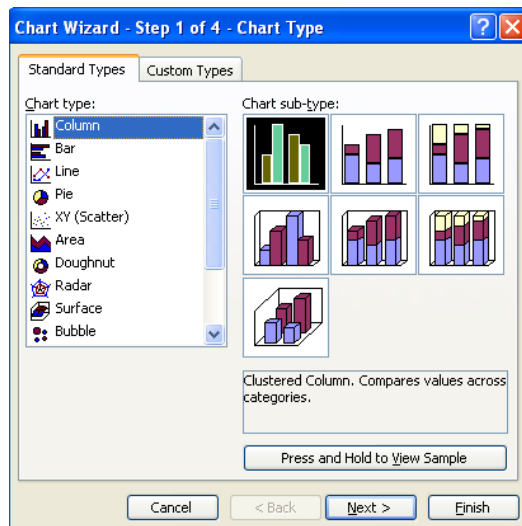 Chart Wizard - Step 1 of 4 - Chart Type
Standard Types
Custom Types
Chart type:
Column
Bar
Line
Pie
XY (Scatter)
Area
Doughnut
Radar
Surface
Bubble
Chart sub-type:
Clustered Column. Compares values across
categories.
Press and Hold to View Sample
Cancel
< Back
Next >
Finish